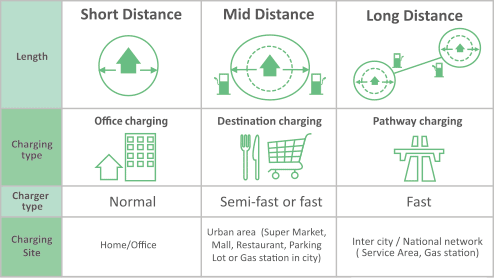 Short Distance
Mid Distance
Long Distance
Length
Charging
type
Office charging
Destination charging
Pathway charging
Charger
type
Normal
Semi-fast or fast
Fast
Charging
Site
Home/Office
Urban area (Super Market,
Mall, Restaurant, Parking
Lot or Gas station in city)
Inter city / National network
( Service Area, Gas station)